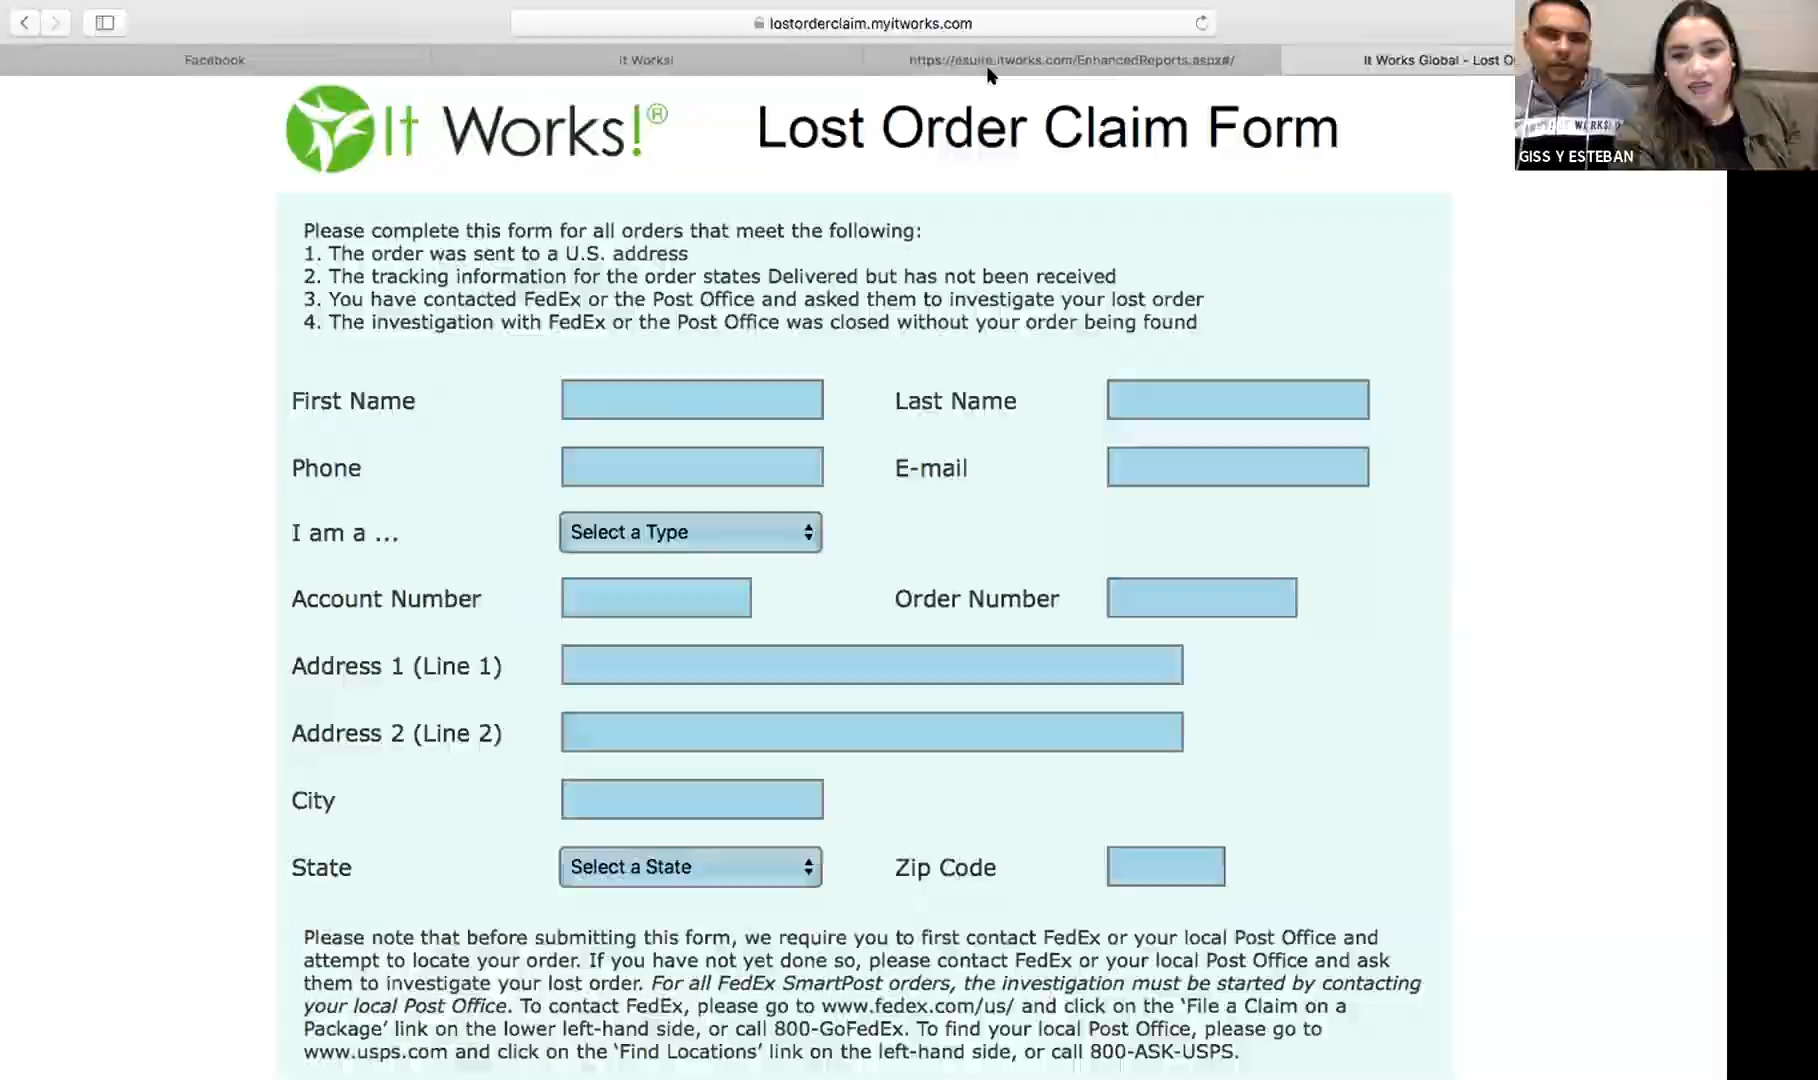 lostorderclaim.myitworks.com
Facebook
It Works!
https://esuite.itworks.com/EnhancedReports.aspx#/
It Works Global - Lost O
It Works!®
Lost Order Claim Form
GISS Y ESTEBAN
Please complete this form for all orders that meet the following:
1. The order was sent to a U.S. address
2. The tracking information for the order states Delivered but has not been received
3. You have contacted FedEx or the Post Office and asked them to investigate your lost order
4. The investigation with FedEx or the Post Office was closed without your order being found
First Name
Last Name
Phone
E-mail
I am a ...
Select a Type
Account Number
Order Number
Address 1 (Line 1)
Address 2 (Line 2)
City
State
Select a State
Zip Code
Please note that before submitting this form, we require you to first contact FedEx or your local Post Office and
attempt to locate your order. If you have not yet done so, please contact FedEx or your local Post Office and ask
them to investigate your lost order. For all FedEx SmartPost orders, the investigation must be started by contacting
your local Post Office. To contact FedEx, please go to www.fedex.com/us/ and click on the ‘File a Claim on a
Package’ link on the lower left-hand side, or call 800-GoFedEx. To find your local Post Office, please go to
www.usps.com and click on the ‘Find Locations’ link on the left-hand side, or call 800-ASK-USPS.